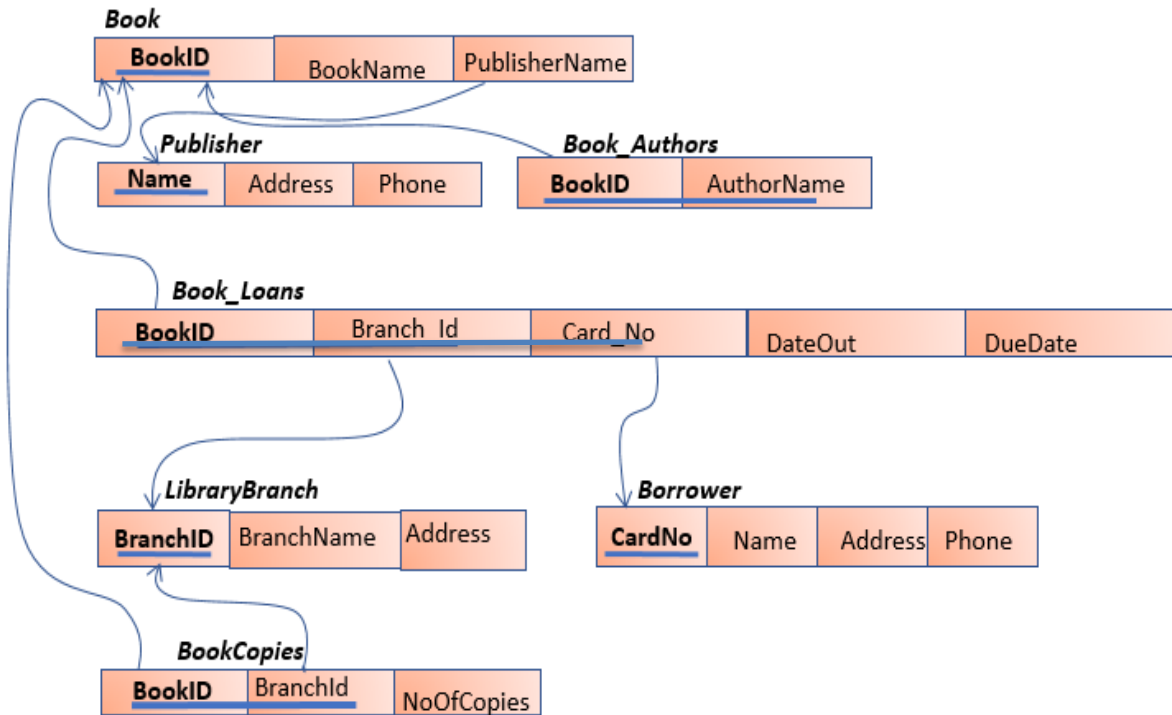 Book
BookID BookName PublisherName
Publisher
Name Address Phone
Book_Authors
BookID AuthorName
Book_Loans
BookID Branch_Id Card_No DateOut DueDate
LibraryBranch
BranchID BranchName Address
Borrower
CardNo Name Address Phone
BookCopies
BookID BranchId NoOfCopies